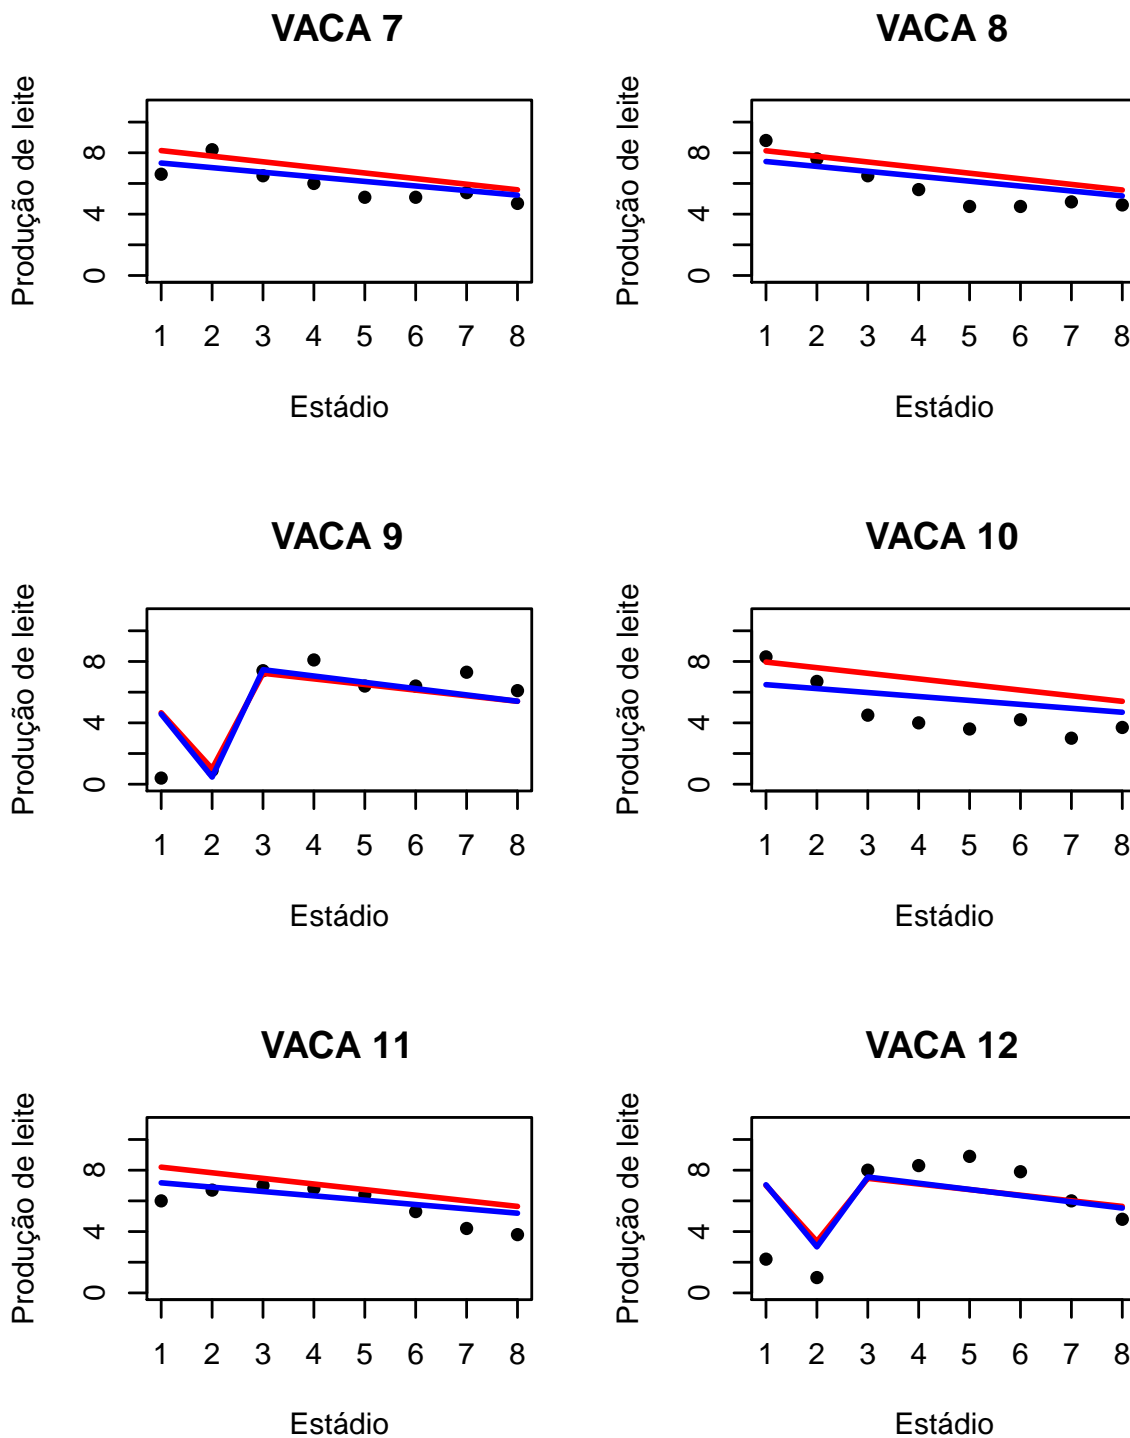 VACA 7
Produção de leite
0 4 8
1 2 3 4 5 6 7 8
Estádio
VACA 8
Produção de leite
0 4 8
1 2 3 4 5 6 7 8
Estádio
VACA 9
Produção de leite
0 4 8
1 2 3 4 5 6 7 8
Estádio
VACA 10
Produção de leite
0 4 8
1 2 3 4 5 6 7 8
Estádio
VACA 11
Produção de leite
0 4 8
1 2 3 4 5 6 7 8
Estádio
VACA 12
Produção de leite
0 4 8
1 2 3 4 5 6 7 8
Estádio